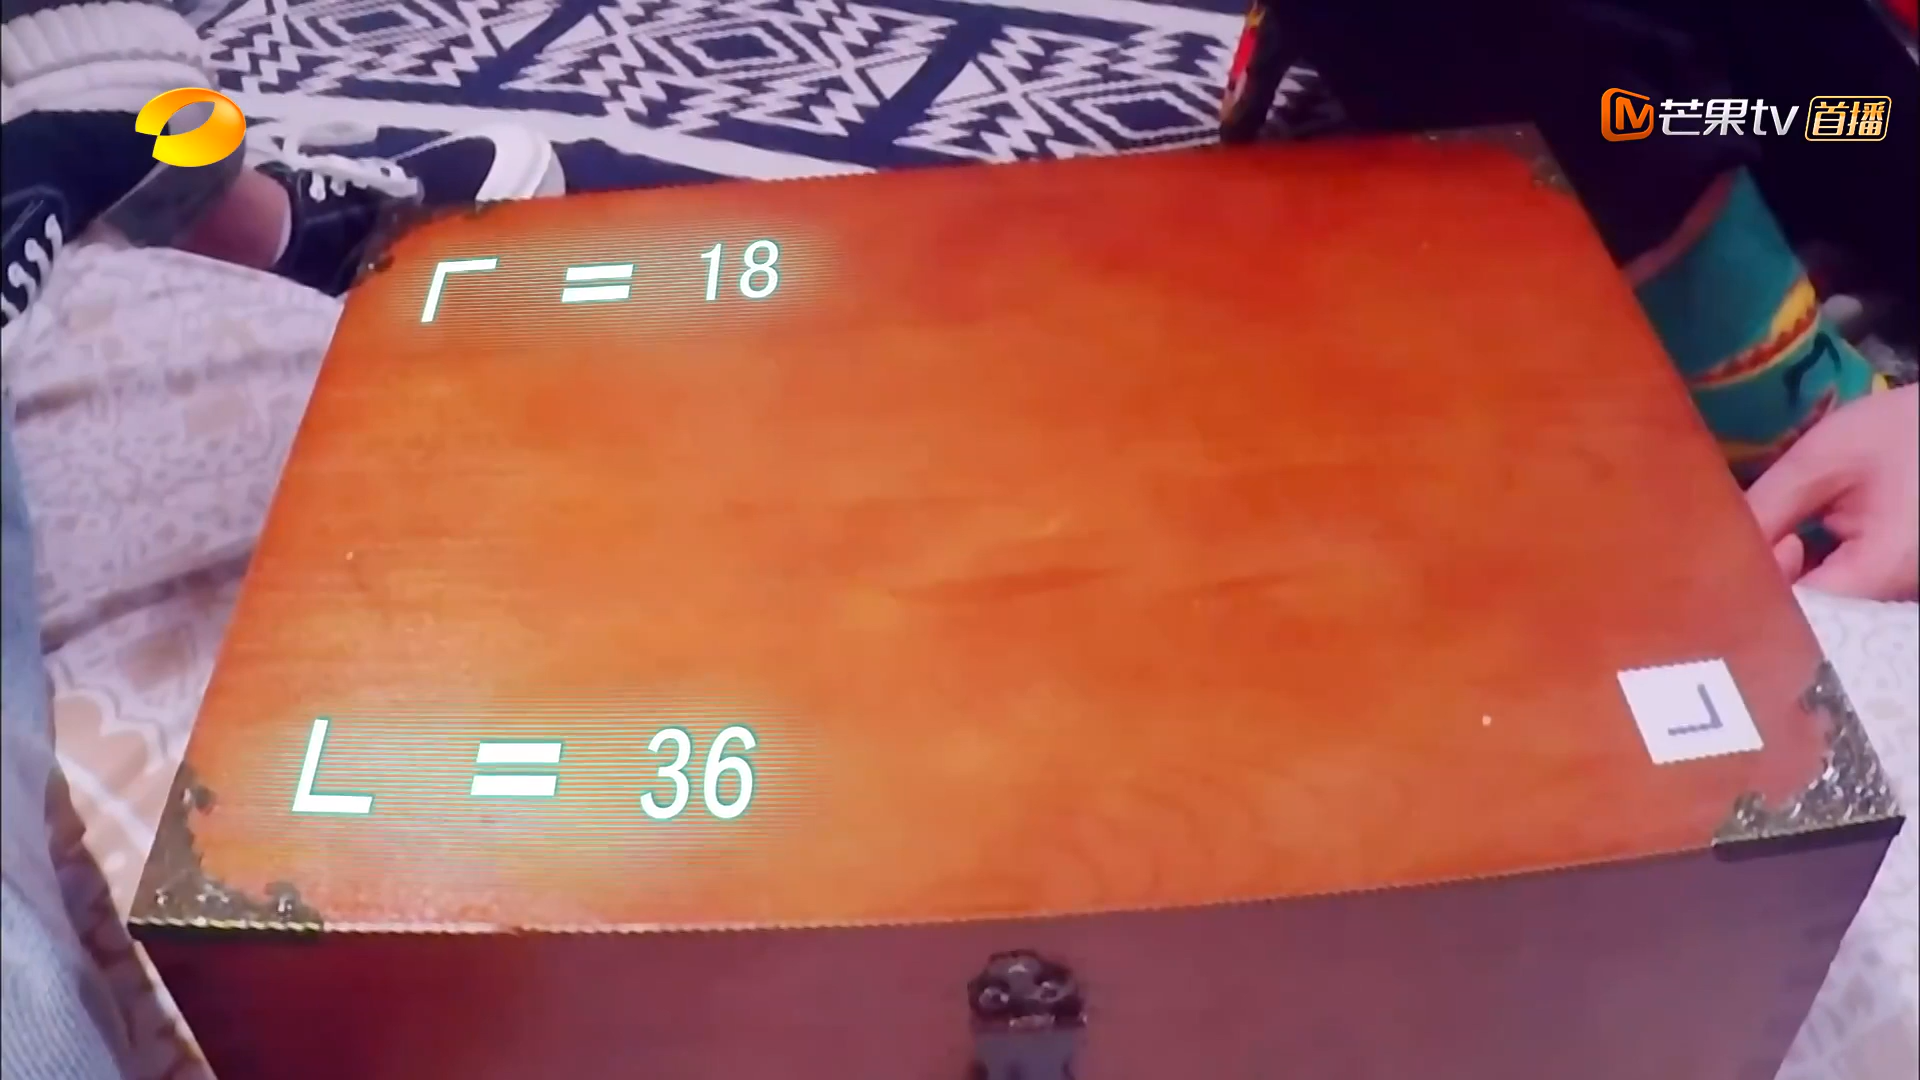 芒果tv 首播
Γ = 18
L = 36